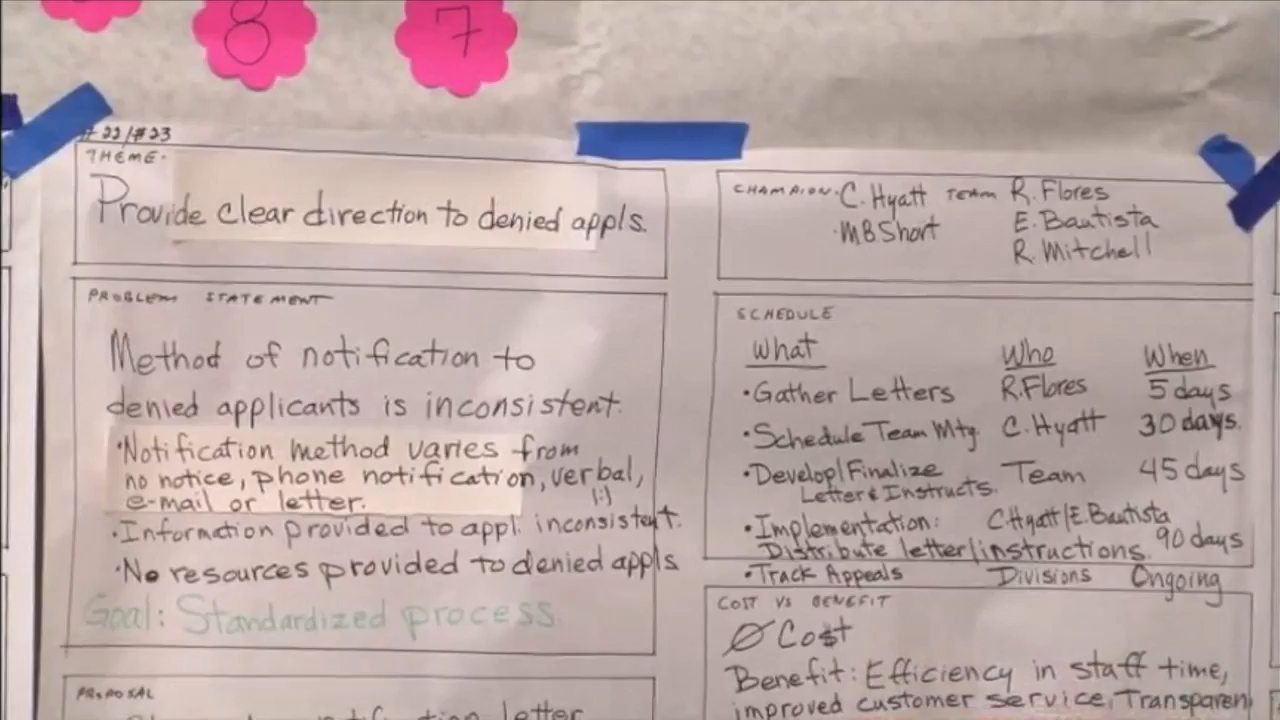 8
7
#22/#23
THEME.
Provide clear direction to denied appls.
PROBLEM STATEMENT
Method of notification to
denied applicants is inconsistent.
•Notification method varies from
no notice, phone notification, verbal,
e-mail or letter.
•Information provided to appl. inconsistent.
•No resources provided to denied appls
Goal: Standardized process
PROPOSAL
notification letter
CHAMPION. C. Hyatt TEAM R. Flores
•MB Short E. Bautista
R. Mitchell
SCHEDULE
What Who When
•Gather Letters R. Flores 5 days
•Schedule Team Mtg. C. Hyatt 30 days.
•Develop/Finalize Team 45 days
Letter & Instructs.
•Implementation: C.Hyatt/E.Bautista
Distribute letter/instructions. 90 days
•Track Appeals Divisions Ongoing
COST VS BENEFIT
Ø Cost
Benefit: Efficiency in staff time,
improved customer service, Transparen